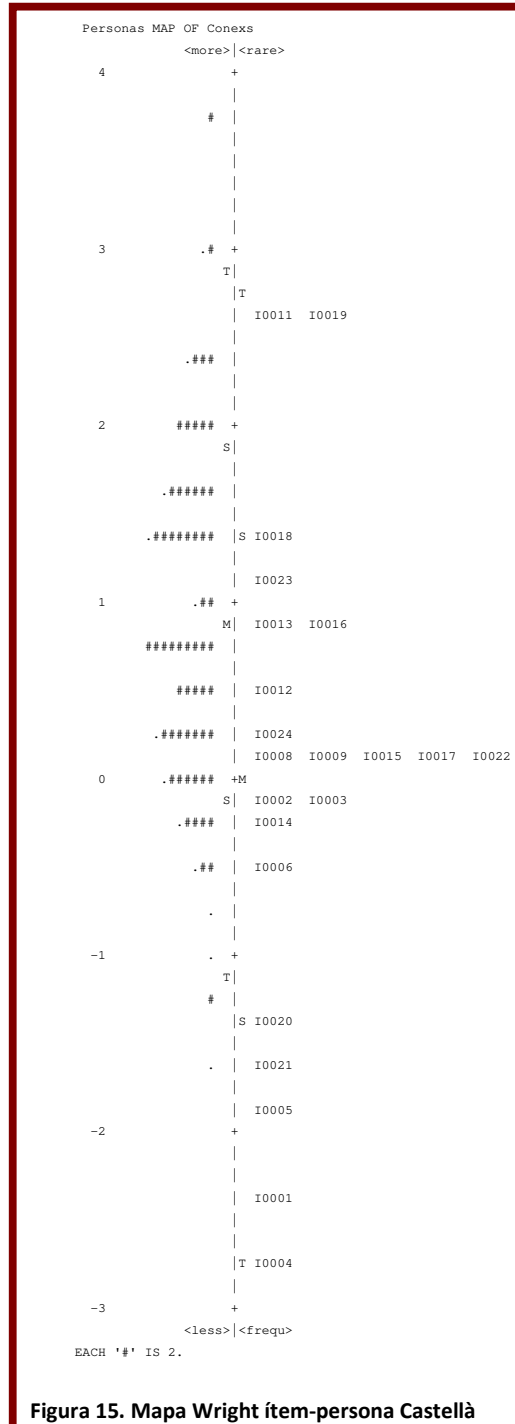 Personas MAP OF Conexs
<more>|<rare>
4 +
|
# |
|
|
|
|
|
3 .# +
T|
|T
| I0011 I0019
|
.### |
|
|
2 ##### +
S|
|
.###### |
|
.######## |S I0018
|
| I0023
1 .## +
M| I0013 I0016
######### |
|
##### | I0012
|
.####### | I0024
| I0008 I0009 I0015 I0017 I0022
0 .###### +M
S| I0002 I0003
.#### | I0014
|
.## | I0006
|
. |
|
-1 . +
T|
# |
|S I0020
|
. | I0021
|
| I0005
-2 +
|
|
| I0001
|
|
|T I0004
|
-3 +
<less>|<frequ>
EACH '#' IS 2.
Figura 15. Mapa Wright ítem-persona Castellà